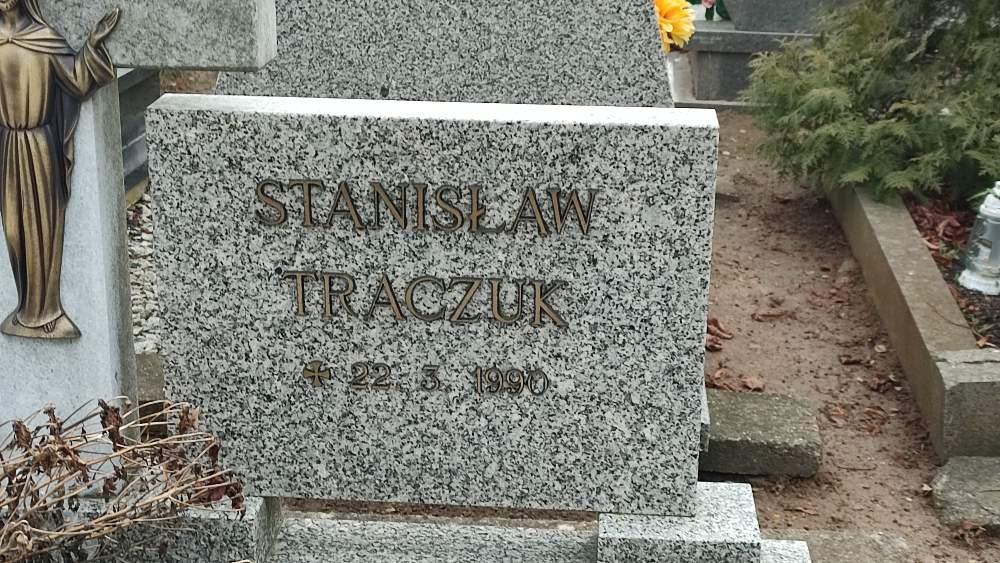 STANISŁAW
TRACZUK
✠ 22. 3. 1990